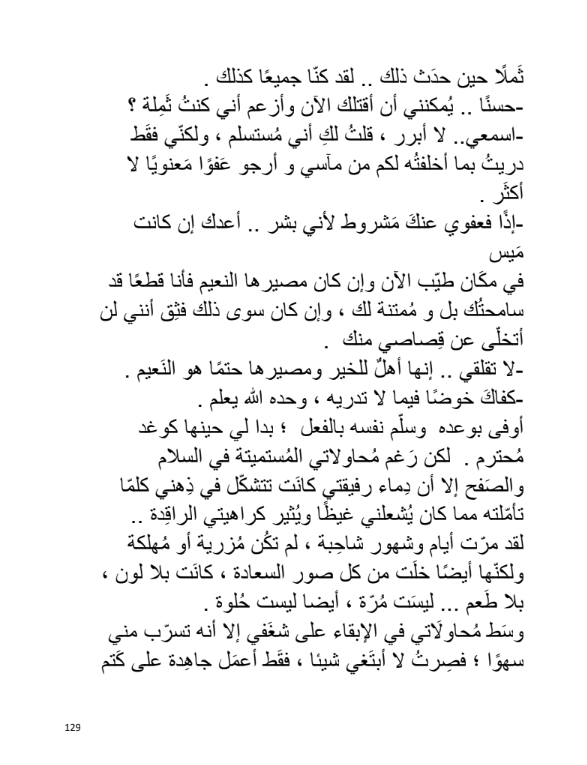 ثَملًا حين حدَث ذلك .. لقد كنّا جميعًا كذلك .
-حسنًا .. يُمكنني أن أقتلك الآن وأزعم أني كنتُ ثَمِلة ؟
-اسمعي.. لا أبرر ، قلتُ لكِ أني مُستسلم ، ولكنّي فقَط
دريتُ بما أخلفتُه لكم من مآسي و أرجو عَفوًا مَعنويًا لا
أكثَر .
-إذًا فعفوي عنكَ مَشروط لأني بشر .. أعدك إن كانت
مَيس
في مكَان طيّب الآن وإن كان مصيرها النعيم فأنا قطعًا قد
سامحتُك بل و مُمتنة لك ، وإن كان سوى ذلك فثِق أنني لن
أتخلّى عن قِصاصي منك .
-لا تقلقي .. إنها أهلٌ للخير ومصيرها حتمًا هو النَعيم .
-كفاكَ خوضًا فيما لا تدريه ، وحده الله يعلم .
أوفى بوعده وسلّم نفسه بالفعل ؛ بدا لي حينها كوغد
مُحترم . لكن رَغم مُحاولاتي المُستميتة في السلام
والصَفح إلا أن دِماء رفيقتي كانَت تتشكّل في ذِهني كلمّا
تأمّلته مما كان يُشعلني غيظًا ويُثير كراهيتي الراقِدة ..
لقد مرّت أيام وشهور شاحِبة ، لم تكُن مُزرية أو مُهلكة
ولكنّها أيضًا خلَت من كل صور السعادة ، كانَت بلا لون ،
بلا طَعم ... ليسَت مُرّة ، أيضا ليست حُلوة .
وسَط مُحاولَاتي في الإبقاء على شغَفي إلا أنه تسرّب مني
سهوًا ؛ فصِرتُ لا أبتَغي شيئا ، فقَط أعمَل جاهِدة على كَتم
129